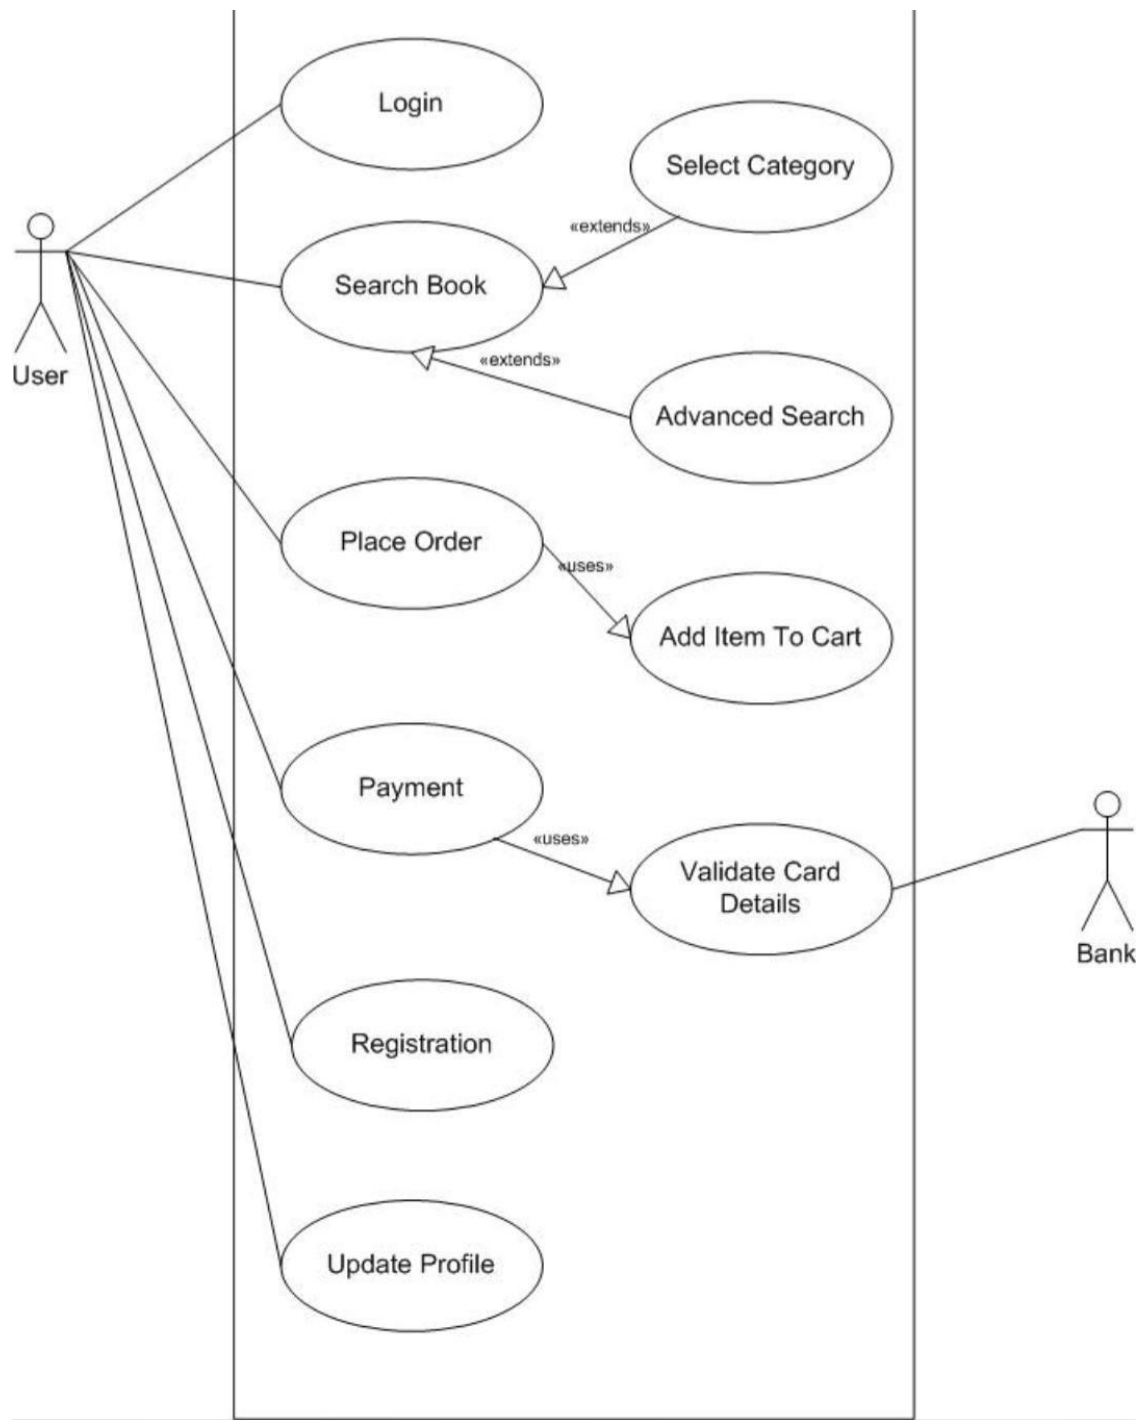 Login
Select Category
«extends»
Search Book
User
«extends»
Advanced Search
Place Order
«uses»
Add Item To Cart
Payment
«uses»
Validate Card
Details
Bank
Registration
Update Profile